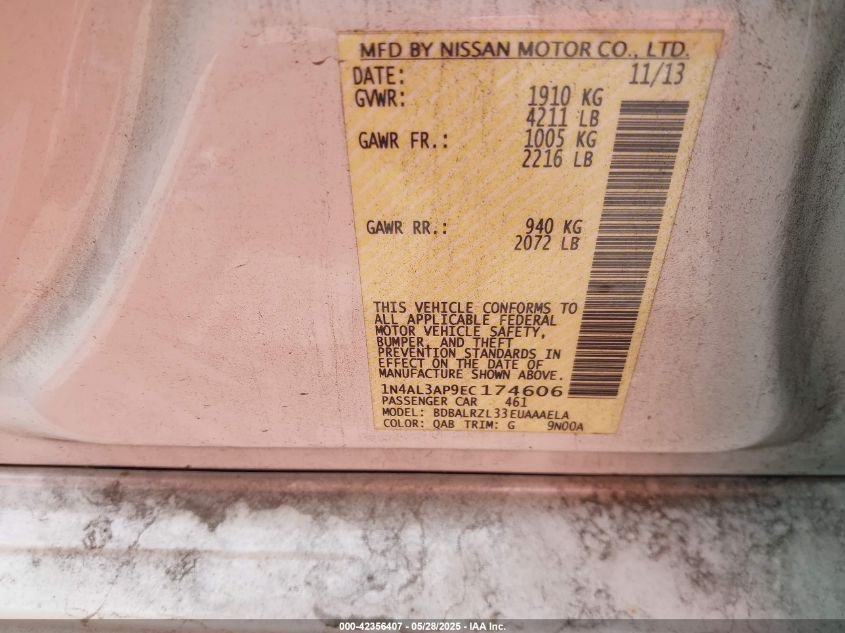 MFD BY NISSAN MOTOR CO., LTD.
DATE: 11/13
GVWR: 1910 KG
4211 LB
GAWR FR.: 1005 KG
2216 LB
GAWR RR.: 940 KG
2072 LB
THIS VEHICLE CONFORMS TO
ALL APPLICABLE FEDERAL
MOTOR VEHICLE SAFETY,
BUMPER, AND THEFT
PREVENTION STANDARDS IN
EFFECT ON THE DATE OF
MANUFACTURE SHOWN ABOVE.
1N4AL3AP9EC174606
PASSENGER CAR 461
MODEL: BDBALRZL33EUAAAELA
COLOR: QAB TRIM: G 9N00A
000-42356407 - 05/28/2025 - IAA Inc.